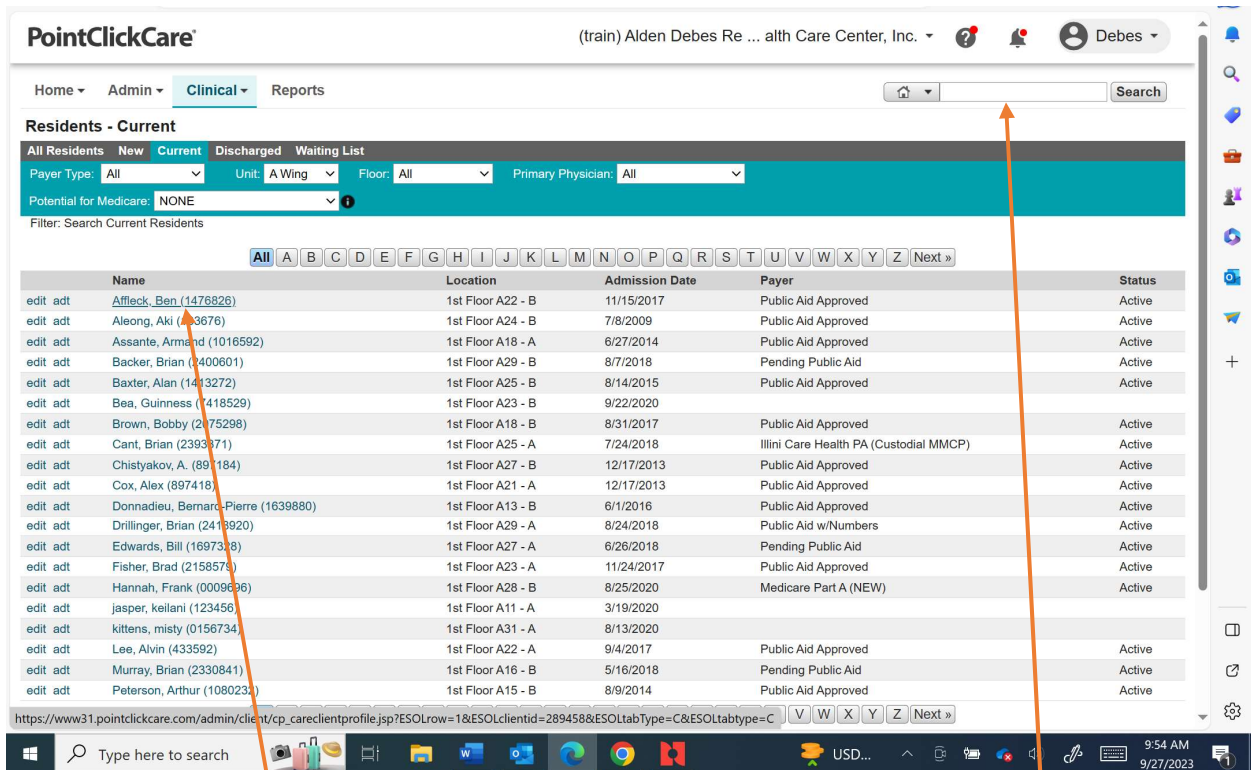 PointClickCare
(train) Alden Debes Re ... alth Care Center, Inc.
Debes
Home Admin Clinical Reports
Search
Residents - Current
All Residents New Current Discharged Waiting List
Payer Type: All Unit: A Wing Floor: All Primary Physician: All
Potential for Medicare: NONE
Filter: Search Current Residents
All A B C D E F G H I J K L M N O P Q R S T U V W X Y Z Next »
Name Location Admission Date Payer Status
edit adt Affleck, Ben (1476826) 1st Floor A22 - B 11/15/2017 Public Aid Approved Active
edit adt Aleong, Aki 1st Floor A24 - B 7/8/2009 Public Aid Approved Active
edit adt Assante, Armand (1016592) 1st Floor A18 - A 6/27/2014 Public Aid Approved Active
edit adt Backer, Brian (2400601) 1st Floor A29 - B 8/7/2018 Pending Public Aid Active
edit adt Baxter, Alan (1413272) 1st Floor A25 - B 8/14/2015 Public Aid Approved Active
edit adt Bea, Guinness (7418529) 1st Floor A23 - B 9/22/2020
edit adt Brown, Bobby (2075298) 1st Floor A18 - B 8/31/2017 Public Aid Approved Active
edit adt Cant, Brian (2393871) 1st Floor A25 - A 7/24/2018 Illini Care Health PA (Custodial MMCP) Active
edit adt Chistyakov, A. (897184) 1st Floor A27 - B 12/17/2013 Public Aid Approved Active
edit adt Cox, Alex (897418) 1st Floor A21 - A 12/17/2013 Public Aid Approved Active
edit adt Donnadieu, Bernard-Pierre (1639880) 1st Floor A13 - B 6/1/2016 Public Aid Approved Active
edit adt Drillinger, Brian (2413920) 1st Floor A29 - A 8/24/2018 Public Aid w/Numbers Active
edit adt Edwards, Bill (1697328) 1st Floor A27 - A 6/26/2018 Pending Public Aid Active
edit adt Fisher, Brad (2158579) 1st Floor A23 - A 11/24/2017 Public Aid Approved Active
edit adt Hannah, Frank (0009696) 1st Floor A28 - B 8/25/2020 Medicare Part A (NEW) Active
edit adt jasper, keilani (123456) 1st Floor A11 - A 3/19/2020
edit adt kittens, misty (0156734) 1st Floor A31 - A 8/13/2020
edit adt Lee, Alvin (433592) 1st Floor A22 - A 9/4/2017 Public Aid Approved Active
edit adt Murray, Brian (2330841) 1st Floor A16 - B 5/16/2018 Pending Public Aid Active
edit adt Peterson, Arthur (1080232) 1st Floor A15 - B 8/9/2014 Public Aid Approved Active
https://www31.pointclickcare.com/admin/client/cp_careclientprofile.jsp?ESOLrow=1&ESOLclientid=289458&ESOLtabType=C&ESOLtabtype=C V W X Y Z Next »
Type here to search USD... 9:54 AM
9/27/2023